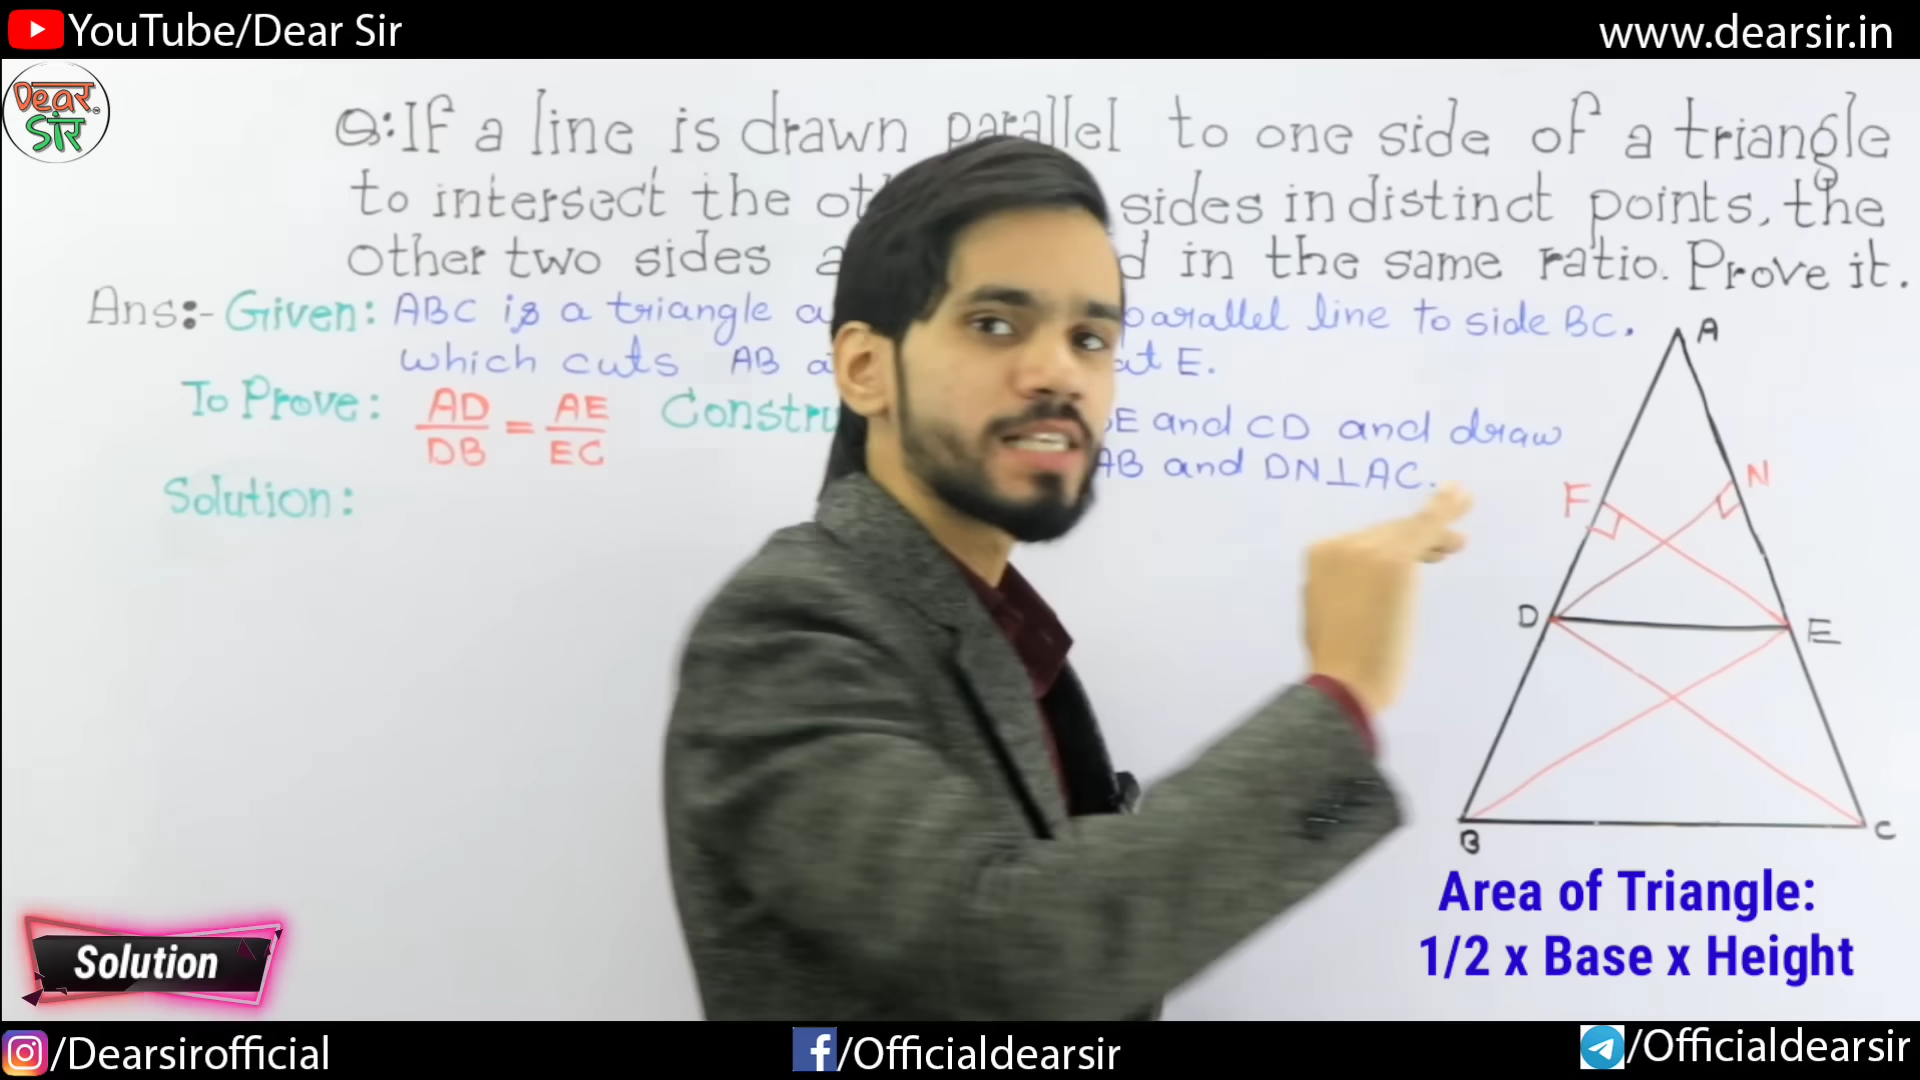 YouTube/Dear Sir
www.dearsir.in
Dear
सर
Q:If a line is drawn parallel to one side of a triangle
to intersect the sides in distinct points, the
other two sides in the same ratio. Prove it.
Ans:- Given: ABC is a triangle parallel line to side BC.
which cuts AB at E.
To Prove: AD/DB = AE/EC
and CD and draw
AB and DN⊥AC.
Solution:
A
F
N
D
E
B
C
Area of Triangle:
1/2 x Base x Height
Solution
/Dearsirofficial
/Officialdearsir
/Officialdearsir